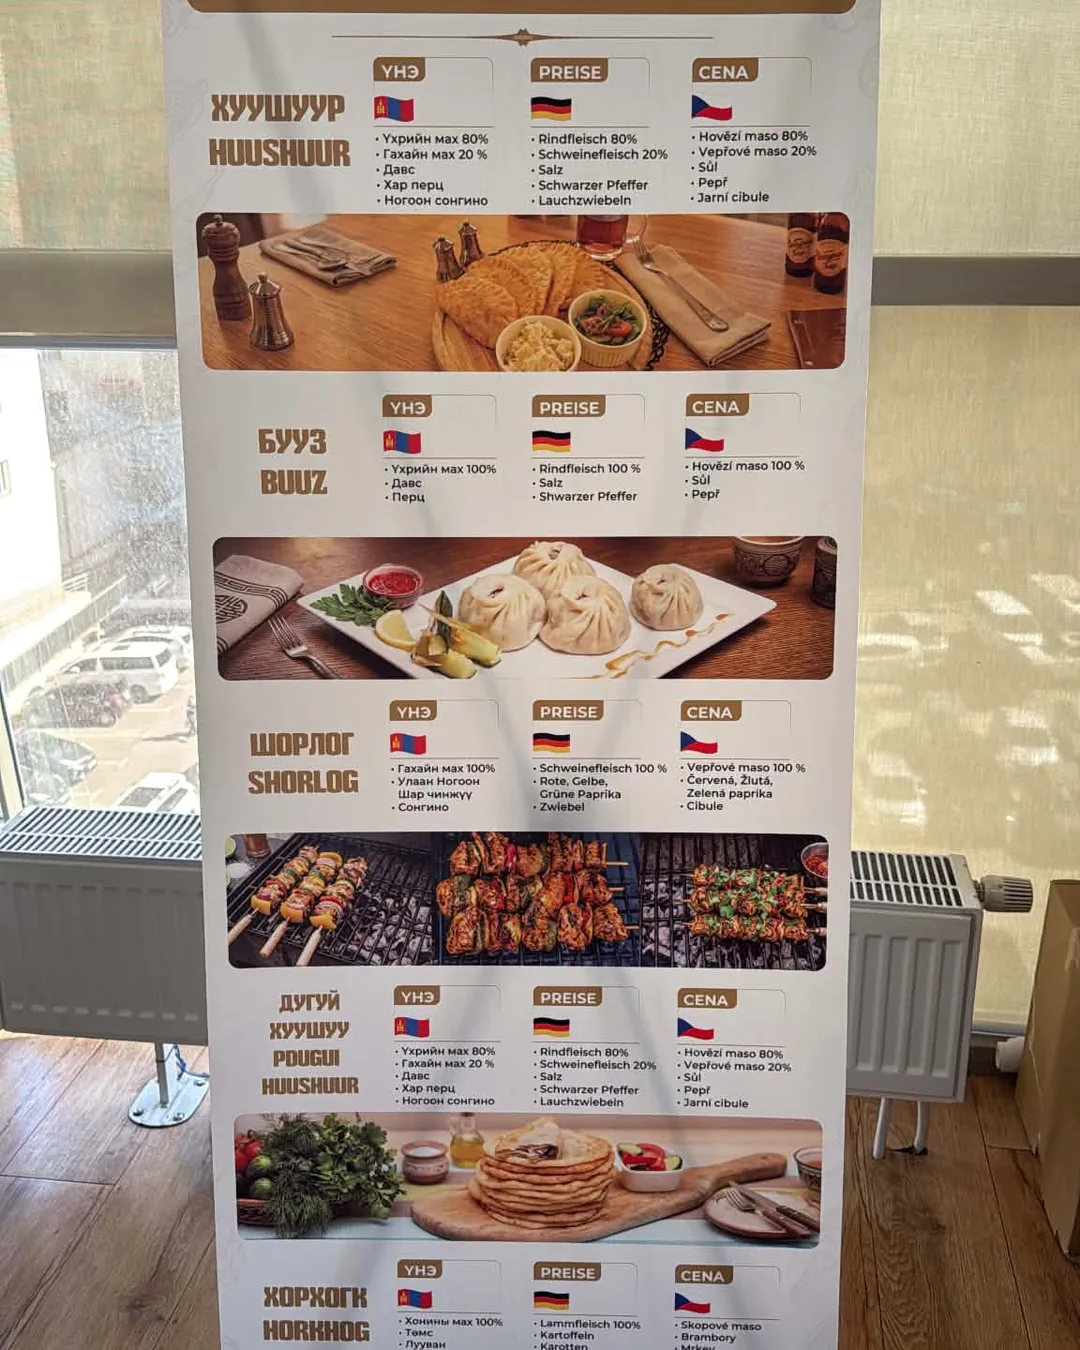 ХУУШУУР
HUUSHUUR
ҮНЭ
• Үхрийн мах 80%
• Гахайн мах 20 %
• Давс
• Хар перц
• Ногоон сонгино
PREISE
• Rindfleisch 80%
• Schweinefleisch 20%
• Salz
• Schwarzer Pfeffer
• Lauchzwiebeln
CENA
• Hovězí maso 80%
• Vepřové maso 20%
• Sůl
• Pepř
• Jarní cibule
БУУЗ
BUUZ
ҮНЭ
• Үхрийн мах 100%
• Давс
• Перц
PREISE
• Rindfleisch 100 %
• Salz
• Shwarzer Pfeffer
CENA
• Hovězí maso 100 %
• Sůl
• Pepř
ШОРЛОГ
SHORLOG
ҮНЭ
• Гахайн мах 100%
• Улаан Ногоон
Шар чинжүү
• Сонгино
PREISE
• Schweinefleisch 100 %
• Rote, Gelbe,
Grüne Paprika
• Zwiebel
CENA
• Vepřové maso 100 %
• Červená, Žlutá,
Zelená paprika
• Cibule
ДУГУЙ
ХУУШУУ
PDUGUI
HUUSHUUR
ҮНЭ
• Үхрийн мах 80%
• Гахайн мах 20 %
• Давс
• Хар перц
• Ногоон сонгино
PREISE
• Rindfleisch 80%
• Schweinefleisch 20%
• Salz
• Schwarzer Pfeffer
• Lauchzwiebeln
CENA
• Hovězí maso 80%
• Vepřové maso 20%
• Sůl
• Pepř
• Jarní cibule
ХОРХОГК
HORKHOG
ҮНЭ
• Хонины мах 100%
• Төмс
• Лууван
PREISE
• Lammfleisch 100%
• Kartoffeln
• Karotten
CENA
• Skopové maso
• Brambory
• Mrkev